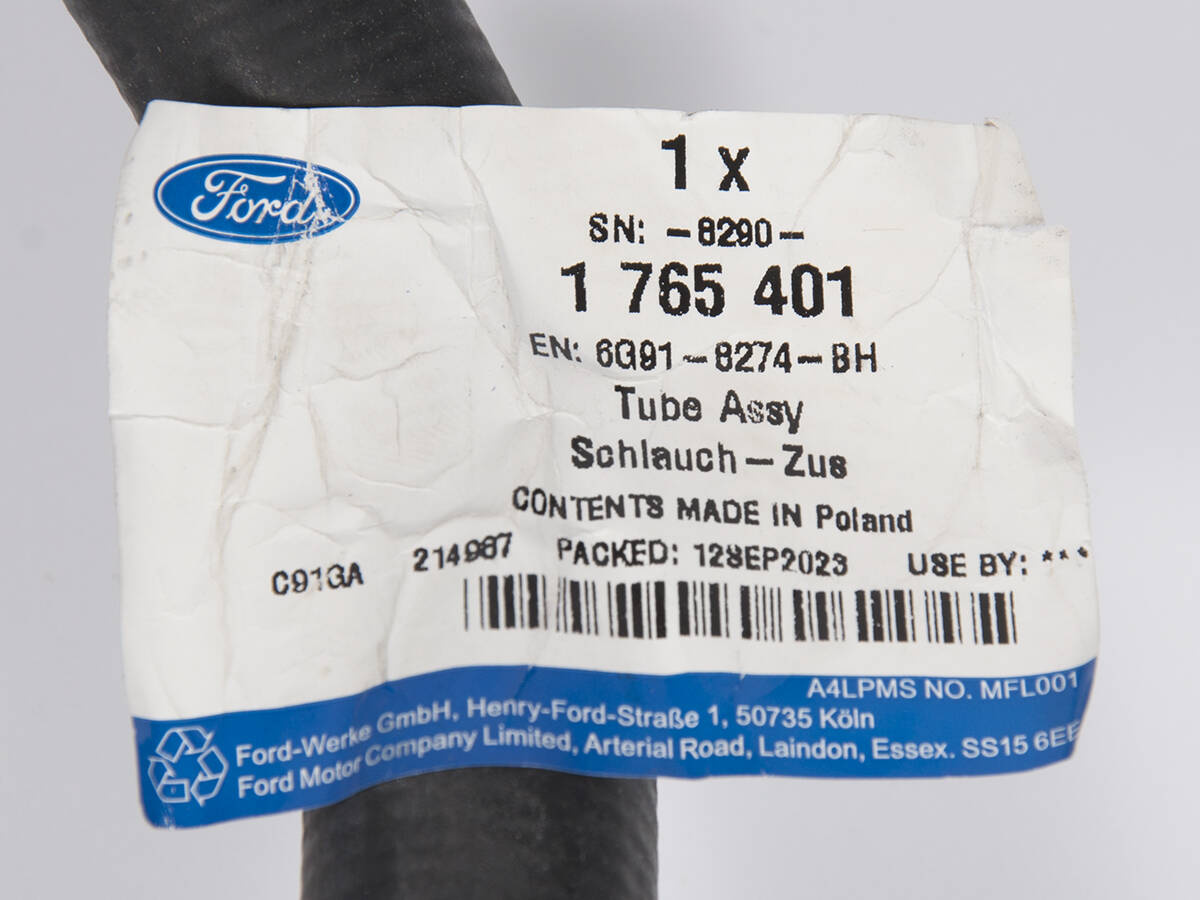 Ford
1 x
SN: -8290-
1 765 401
EN: 6G91-8274-BH
Tube Assy
Schlauch-Zus
CONTENTS MADE IN Poland
C91GA 214987 PACKED: 12SEP2023 USE BY: ***
A4LPMS NO. MFL001
Ford-Werke GmbH, Henry-Ford-Straße 1, 50735 Köln
Ford Motor Company Limited, Arterial Road, Laindon, Essex. SS15 6EE